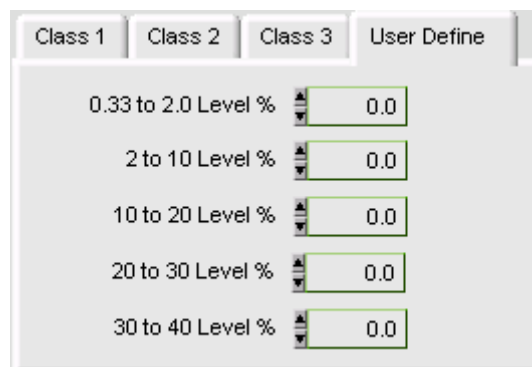 Class 1 Class 2 Class 3 User Define
0.33 to 2.0 Level % 0.0
2 to 10 Level % 0.0
10 to 20 Level % 0.0
20 to 30 Level % 0.0
30 to 40 Level % 0.0